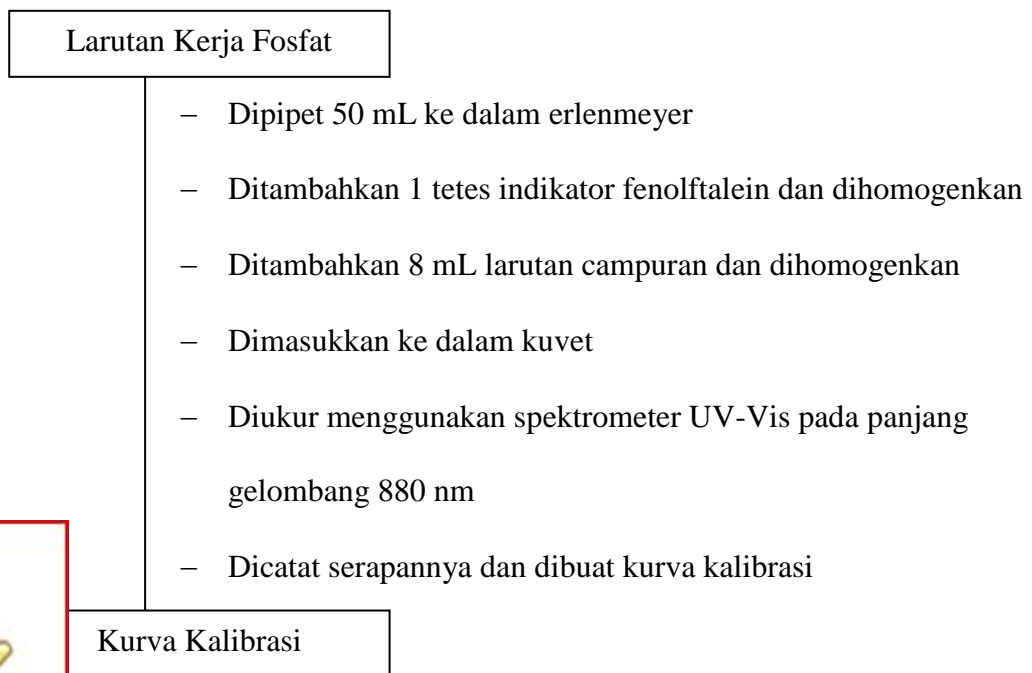 Larutan Kerja Fosfat
– Dipipet 50 mL ke dalam erlenmeyer
– Ditambahkan 1 tetes indikator fenolftalein dan dihomogenkan
– Ditambahkan 8 mL larutan campuran dan dihomogenkan
– Dimasukkan ke dalam kuvet
– Diukur menggunakan spektrometer UV-Vis pada panjang
gelombang 880 nm
– Dicatat serapannya dan dibuat kurva kalibrasi
Kurva Kalibrasi